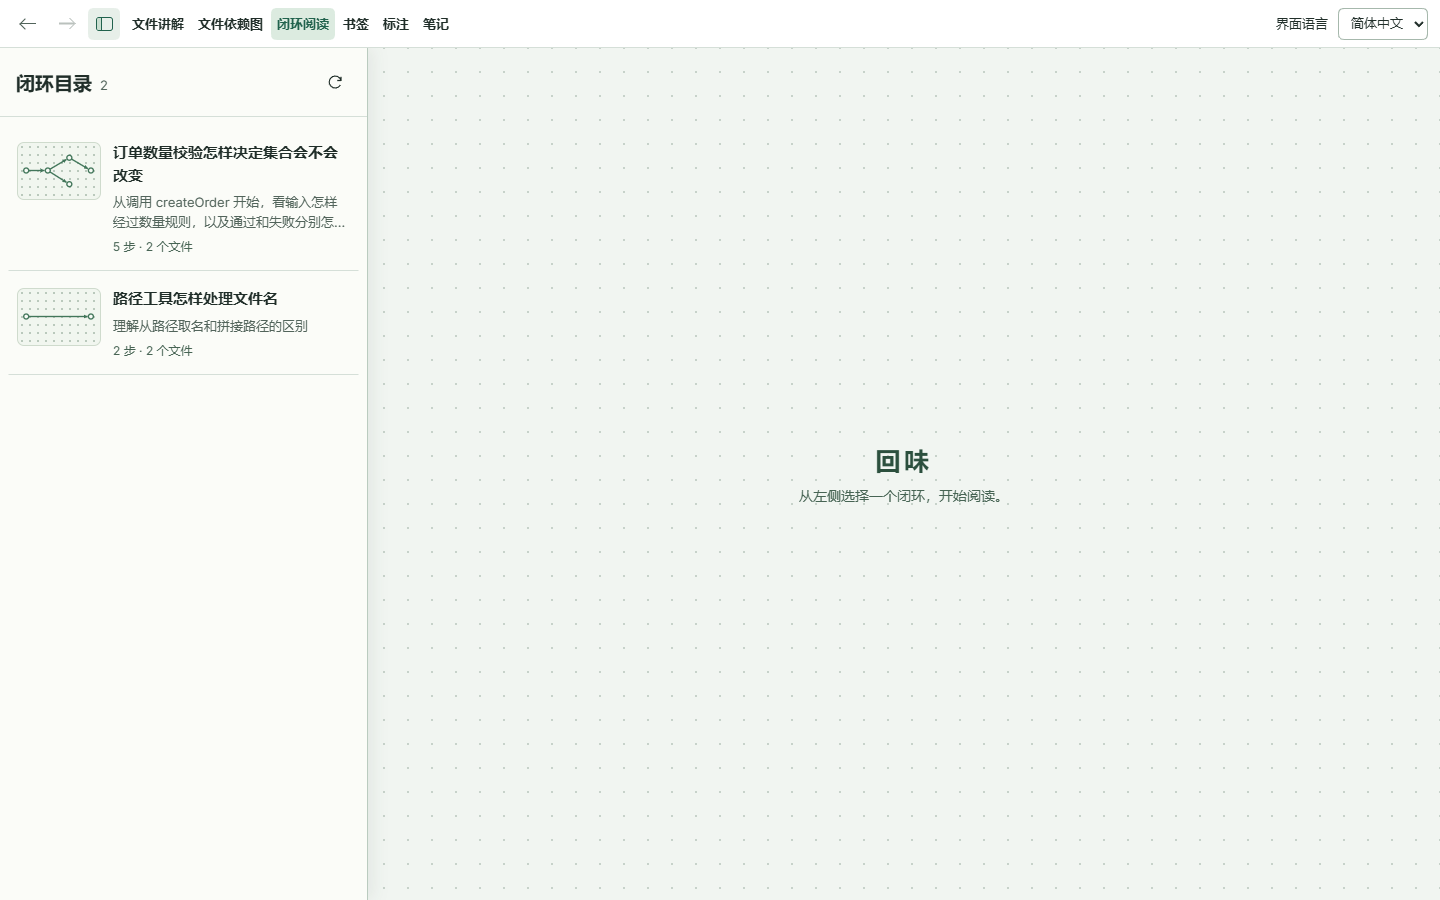 文件讲解 文件依赖图 闭环阅读 书签 标注 笔记 界面语言 简体中文
闭环目录 2
订单数量校验怎样决定集合会不会
改变
从调用 createOrder 开始，看输入怎样
经过数量规则，以及通过和失败分别怎...
5 步 · 2 个文件
路径工具怎样处理文件名
理解从路径取名和拼接路径的区别
2 步 · 2 个文件
回味
从左侧选择一个闭环，开始阅读。